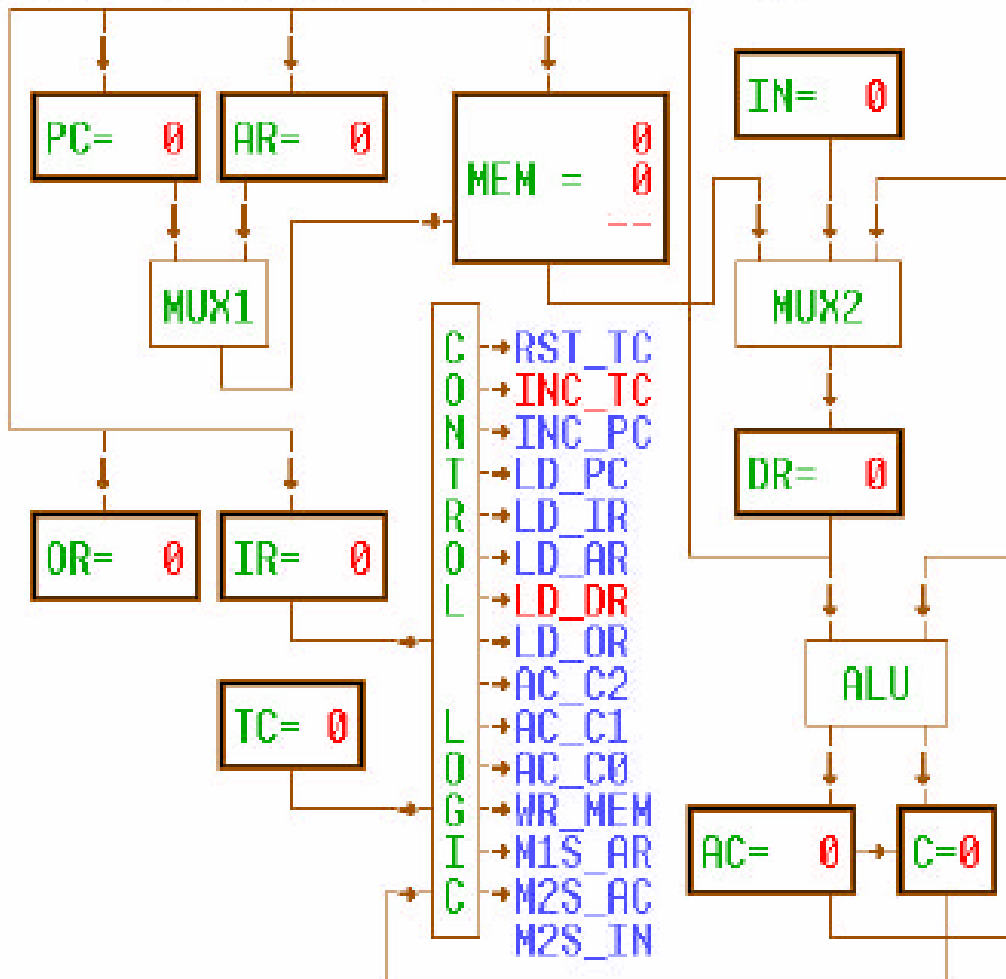 IN= 0
PC= 0
AR= 0
MEM =
0
0
--
MUX1
MUX2
CONTROL LOGIC
RST_TC
INC_TC
INC_PC
LD_PC
LD_IR
LD_AR
LD_DR
LD_OR
AC_C2
AC_C1
AC_C0
WR_MEM
M1S_AR
M2S_AC
M2S_IN
DR= 0
OR= 0
IR= 0
TC= 0
ALU
AC= 0
C=0